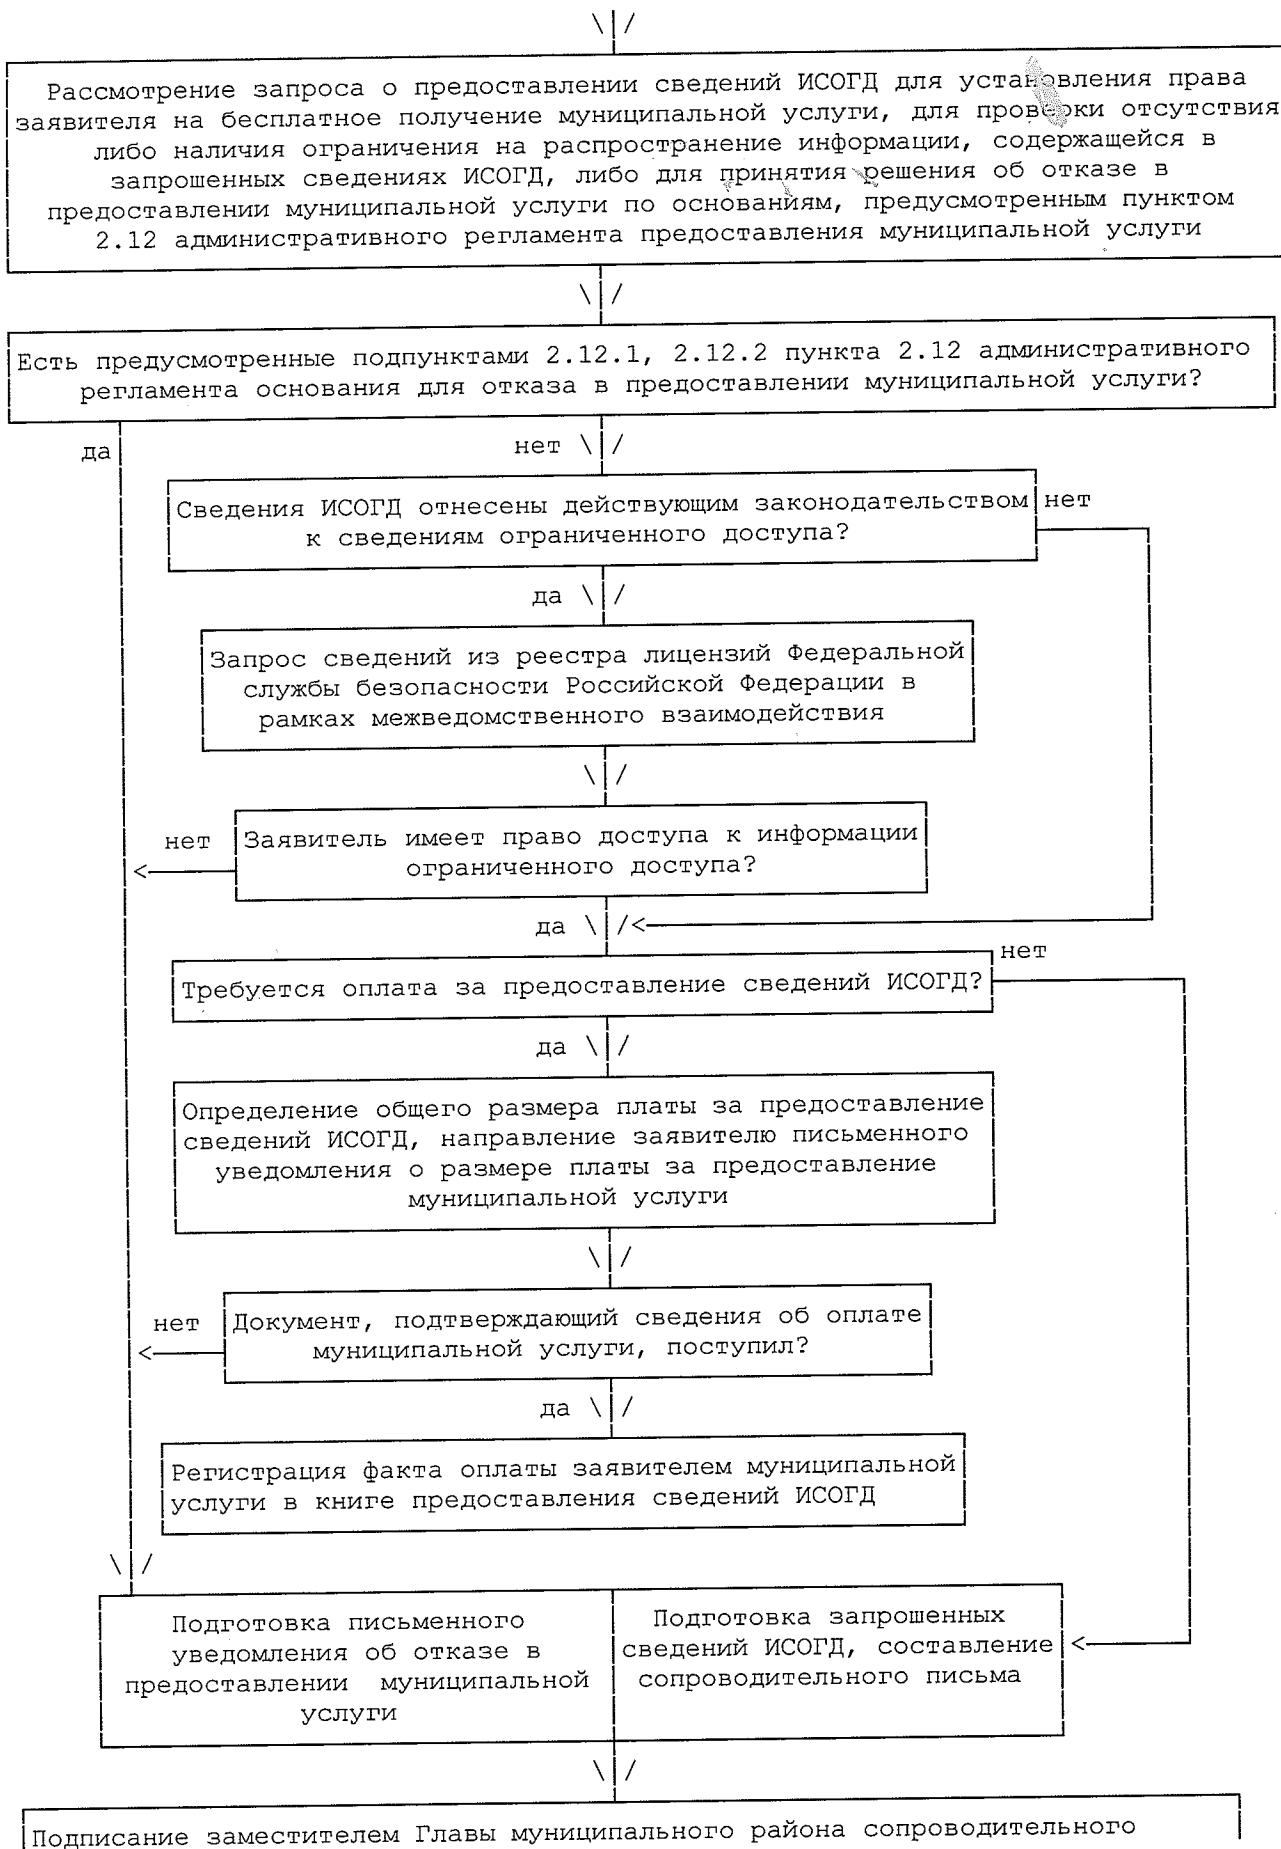 Рассмотрение запроса о предоставлении сведений ИСОГД для установления права
заявителя на бесплатное получение муниципальной услуги, для проверки отсутствия
либо наличия ограничения на распространение информации, содержащейся в
запрошенных сведениях ИСОГД, либо для принятия решения об отказе в
предоставлении муниципальной услуги по основаниям, предусмотренным пунктом
2.12 административного регламента предоставления муниципальной услуги
Есть предусмотренные подпунктами 2.12.1, 2.12.2 пункта 2.12 административного
регламента основания для отказа в предоставлении муниципальной услуги?
да
нет
Сведения ИСОГД отнесены действующим законодательством
к сведениям ограниченного доступа?
нет
да
Запрос сведений из реестра лицензий Федеральной
службы безопасности Российской Федерации в
рамках межведомственного взаимодействия
нет
Заявитель имеет право доступа к информации
ограниченного доступа?
да
нет
Требуется оплата за предоставление сведений ИСОГД?
да
Определение общего размера платы за предоставление
сведений ИСОГД, направление заявителю письменного
уведомления о размере платы за предоставление
муниципальной услуги
нет
Документ, подтверждающий сведения об оплате
муниципальной услуги, поступил?
да
Регистрация факта оплаты заявителем муниципальной
услуги в книге предоставления сведений ИСОГД
Подготовка письменного
уведомления об отказе в
предоставлении муниципальной
услуги
Подготовка запрошенных
сведений ИСОГД, составление
сопроводительного письма
Подписание заместителем Главы муниципального района сопроводительного